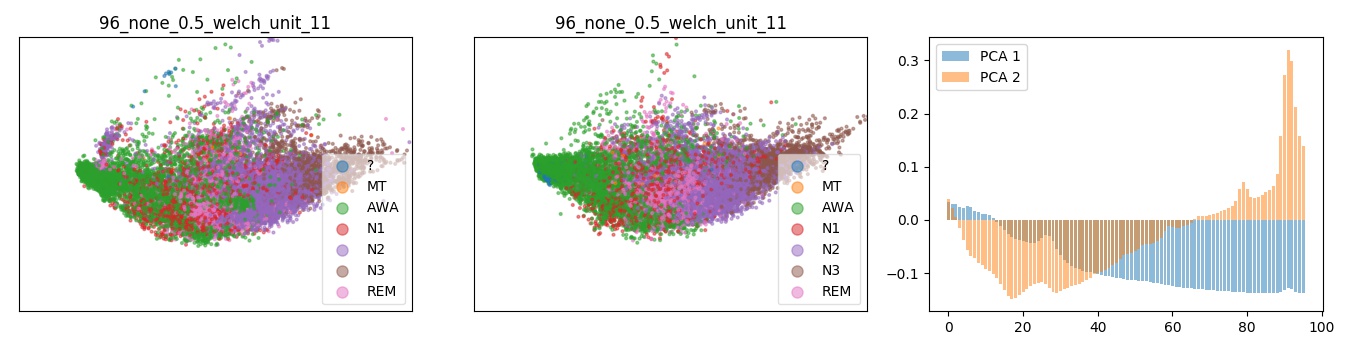 96_none_0.5_welch_unit_11
?
MT
AWA
N1
N2
N3
REM
96_none_0.5_welch_unit_11
?
MT
AWA
N1
N2
N3
REM
PCA 1
PCA 2
0.3
0.2
0.1
0.0
−0.1
0 20 40 60 80 100